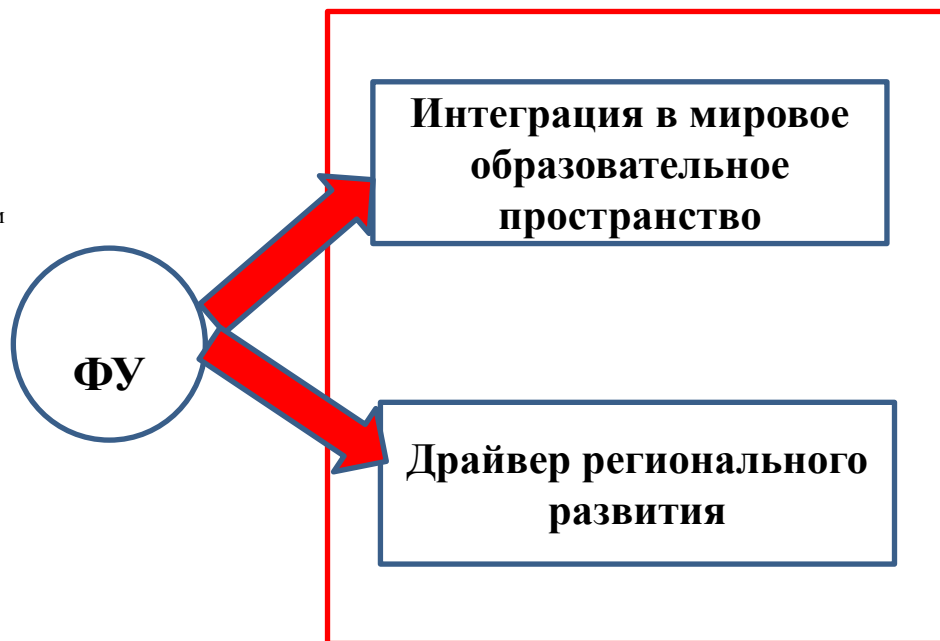 Интеграция в мировое
образовательное
пространство
ФУ
Драйвер регионального
развития